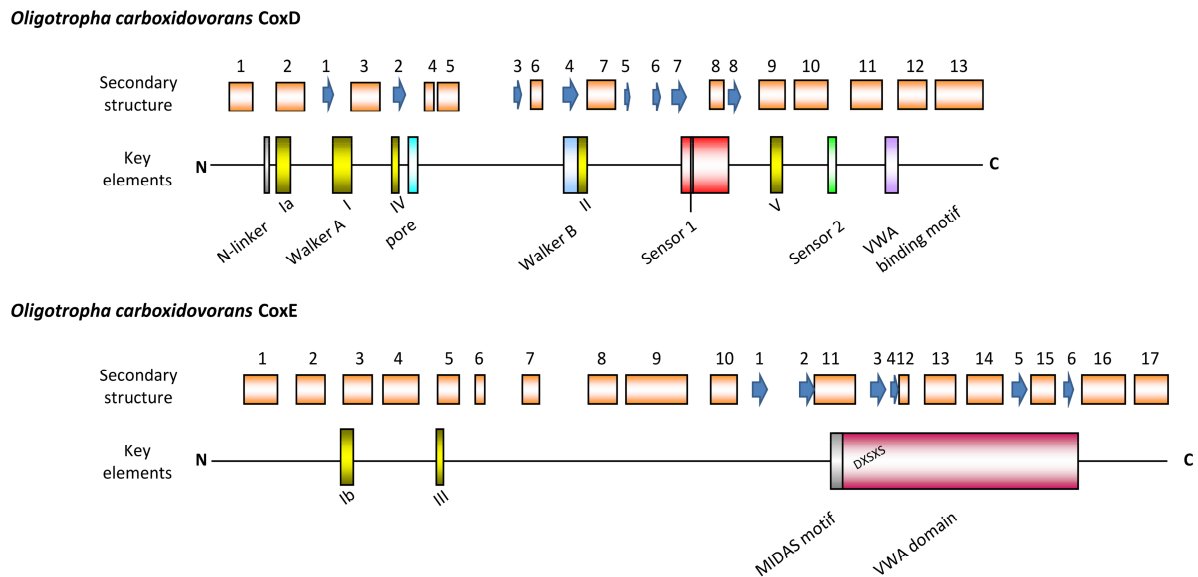 Oligotropha carboxidovorans CoxD
1 2 1 3 2 4 5 3 6 4 7 5 6 7 8 8 9 10 11 12 13
Secondary
structure
Key
elements
N
C
N-linker
Ia
Walker A
I
IV
pore
Walker B
II
Sensor 1
V
Sensor 2
VWA
binding motif
Oligotropha carboxidovorans CoxE
1 2 3 4 5 6 7 8 9 10 1 2 11 3 4 12 13 14 5 15 6 16 17
Secondary
structure
Key
elements
N
C
DXSXS
Ib
III
MIDAS motif
VWA domain